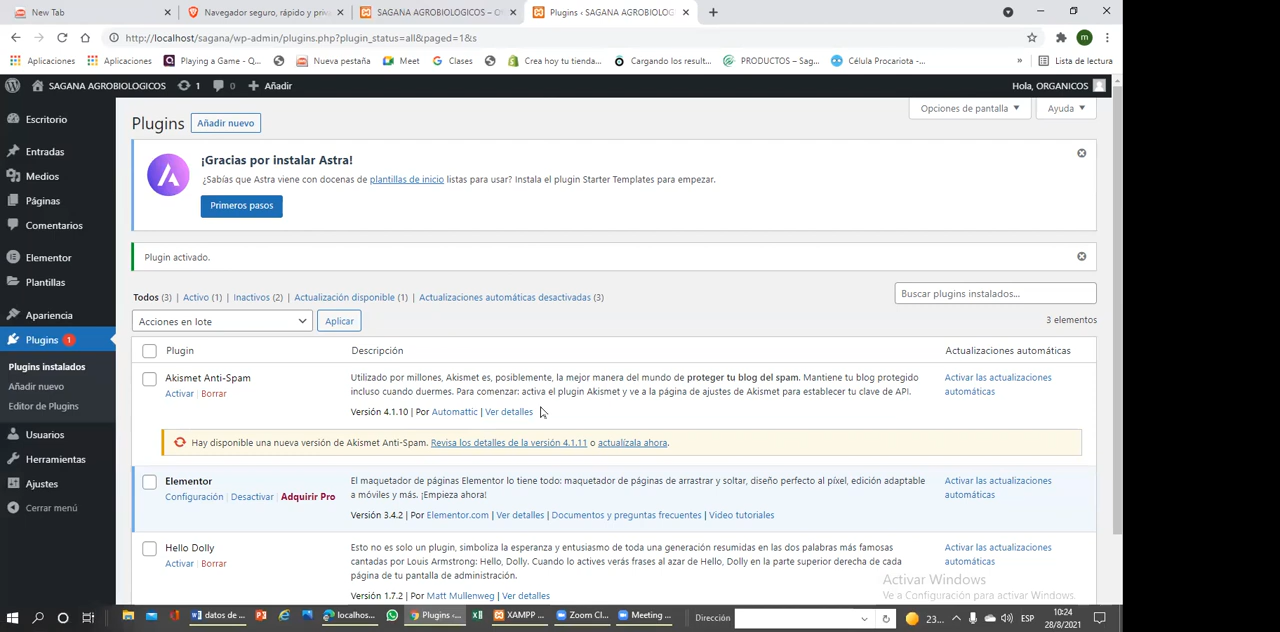 New Tab
Navegador seguro, rápido y priva
SAGANA AGROBIOLOGICOS – O
Plugins ‹ SAGANA AGROBIOLOG
http://localhost/sagana/wp-admin/plugins.php?plugin_status=all&paged=1&s
m
Aplicaciones
Aplicaciones
Playing a Game - Q...
Nueva pestaña
Meet
Clases
Crea hoy tu tienda...
Cargando los result...
PRODUCTOS – Sag...
Célula Procariota -...
»
Lista de lectura
SAGANA AGROBIOLOGICOS
1
0
Añadir
Hola, ORGANICOS
Escritorio
Entradas
Medios
Páginas
Comentarios
Elementor
Plantillas
Apariencia
Plugins 1
Plugins instalados
Añadir nuevo
Editor de Plugins
Usuarios
Herramientas
Ajustes
Cerrar menú
Opciones de pantalla
Ayuda
Plugins
Añadir nuevo
¡Gracias por instalar Astra!
¿Sabías que Astra viene con docenas de plantillas de inicio listas para usar? Instala el plugin Starter Templates para empezar.
Primeros pasos
Plugin activado.
Todos (3) | Activo (1) | Inactivos (2) | Actualización disponible (1) | Actualizaciones automáticas desactivadas (3)
Buscar plugins instalados...
Acciones en lote
Aplicar
3 elementos
Plugin
Descripción
Actualizaciones automáticas
Akismet Anti-Spam
Activar | Borrar
Utilizado por millones, Akismet es, posiblemente, la mejor manera del mundo de proteger tu blog del spam. Mantiene tu blog protegido
incluso cuando duermes. Para comenzar: activa el plugin Akismet y ve a la página de ajustes de Akismet para establecer tu clave de API.
Versión 4.1.10 | Por Automattic | Ver detalles
Activar las actualizaciones
automáticas
Hay disponible una nueva versión de Akismet Anti-Spam. Revisa los detalles de la versión 4.1.11 o actualízala ahora.
Elementor
Configuración | Desactivar | Adquirir Pro
El maquetador de páginas Elementor lo tiene todo: maquetador de páginas de arrastrar y soltar, diseño perfecto al píxel, edición adaptable
a móviles y más. ¡Empieza ahora!
Versión 3.4.2 | Por Elementor.com | Ver detalles | Documentos y preguntas frecuentes | Video tutoriales
Activar las actualizaciones
automáticas
Hello Dolly
Activar | Borrar
Esto no es solo un plugin, simboliza la esperanza y entusiasmo de toda una generación resumidas en las dos palabras más famosas
cantadas por Louis Armstrong: Hello, Dolly. Cuando lo actives verás frases al azar de Hello, Dolly en la parte superior derecha de cada
página de tu pantalla de administración.
Versión 1.7.2 | Por Matt Mullenweg | Ver detalles
Activar las actualizaciones
automáticas
Activar Windows
Ve a Configuración para activar Windows.
datos de ...
localhos...
Plugins ‹...
XAMPP ...
Zoom Cl...
Meeting ...
Dirección
23...
ESP
10:24
28/8/2021